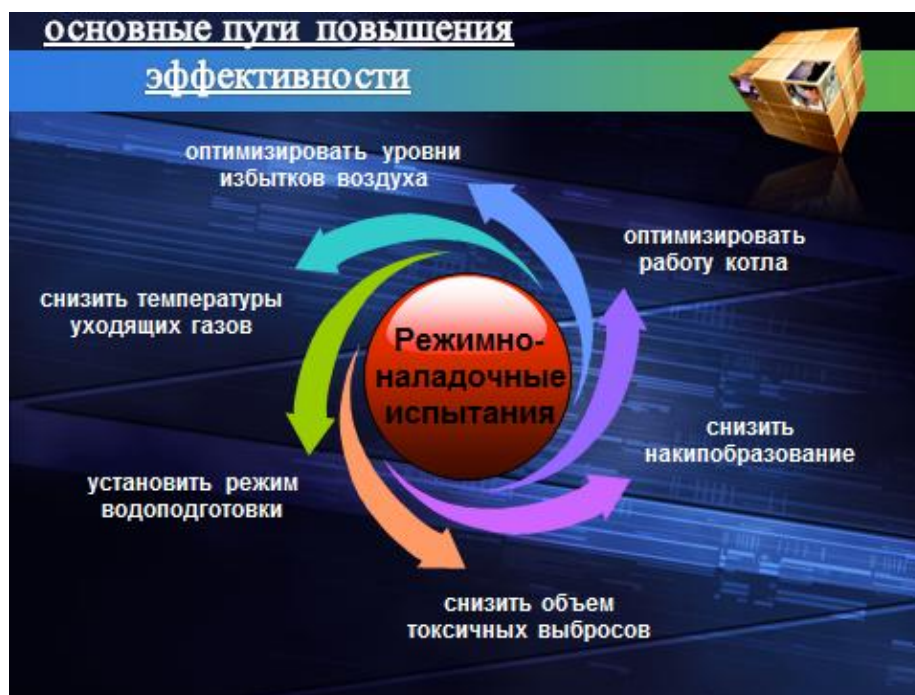 основные пути повышения
эффективности
оптимизировать уровни
избытков воздуха
оптимизировать
работу котла
снизить температуры
уходящих газов
Режимно-
наладочные
испытания
снизить
накипобразование
установить режим
водоподготовки
снизить объем
токсичных выбросов